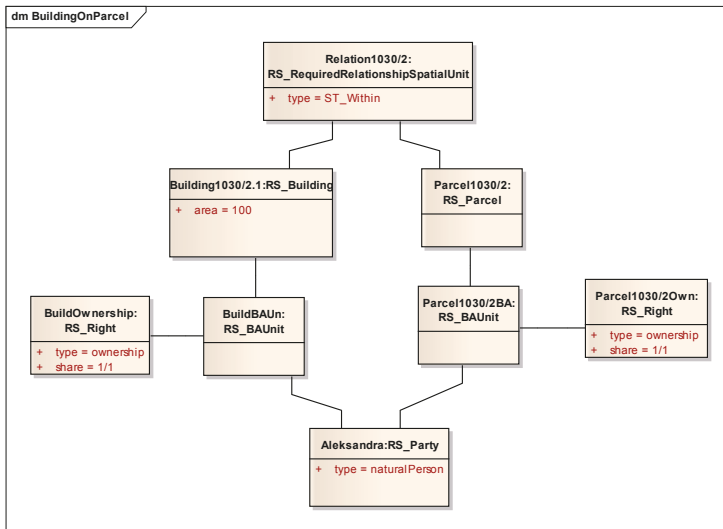 dm BuildingOnParcel
Relation1030/2:
RS_RequiredRelationshipSpatialUnit
+ type = ST_Within
Building1030/2.1:RS_Building
+ area = 100
Parcel1030/2:
RS_Parcel
BuildOwnership:
RS_Right
+ type = ownership
+ share = 1/1
BuildBAUn:
RS_BAUnit
Parcel1030/2BA:
RS_BAUnit
Parcel1030/2Own:
RS_Right
+ type = ownership
+ share = 1/1
Aleksandra:RS_Party
+ type = naturalPerson